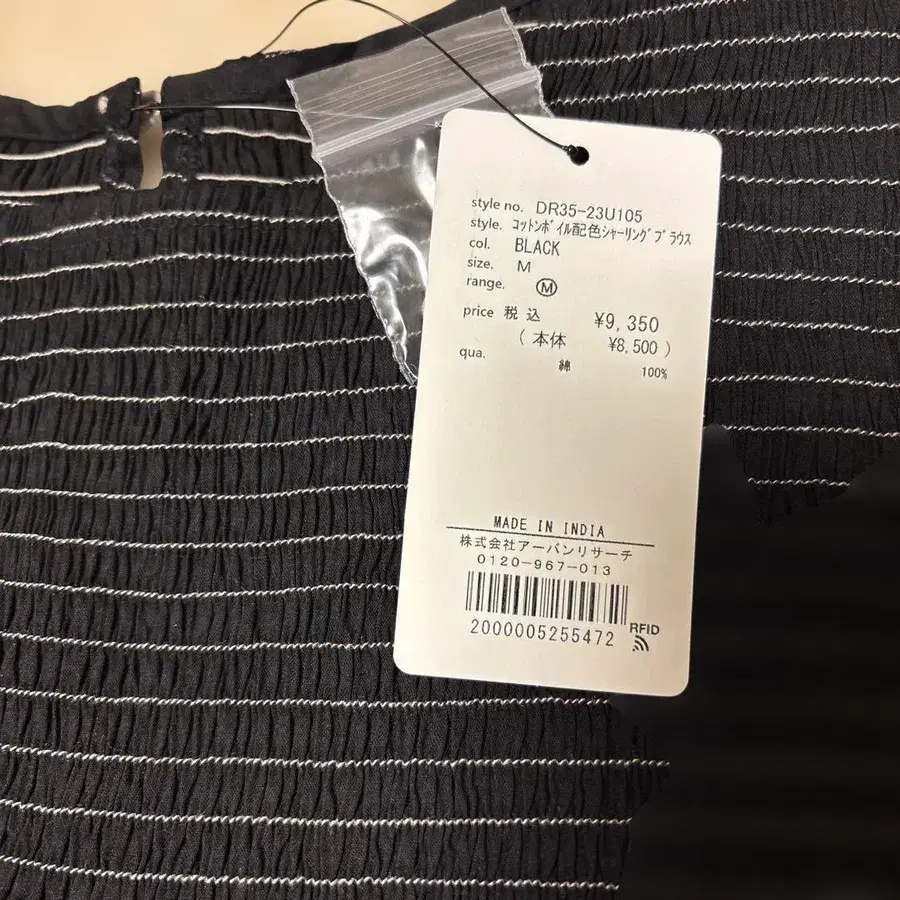 style no. DR35-23U105
style. ｺｯﾄﾝﾎﾞｲﾙ配色ｼｬｰﾘﾝｸﾞﾌﾞﾗｳｽ
col. BLACK
size. M
range. Ⓜ
price 税込 ¥9,350
(本体 ¥8,500)
qua. 綿 100%
MADE IN INDIA
株式会社アーバンリサーチ
0120-967-013
2000005255472
RFID